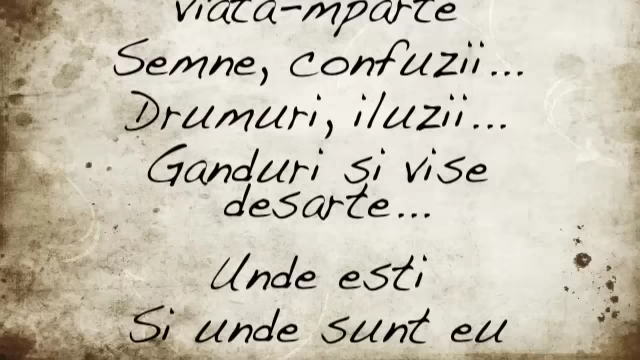 viata-mparte
Semne, confuzii...
Drumuri, iluzii...
Ganduri si vise
desarte...
Unde esti
Si unde sunt eu